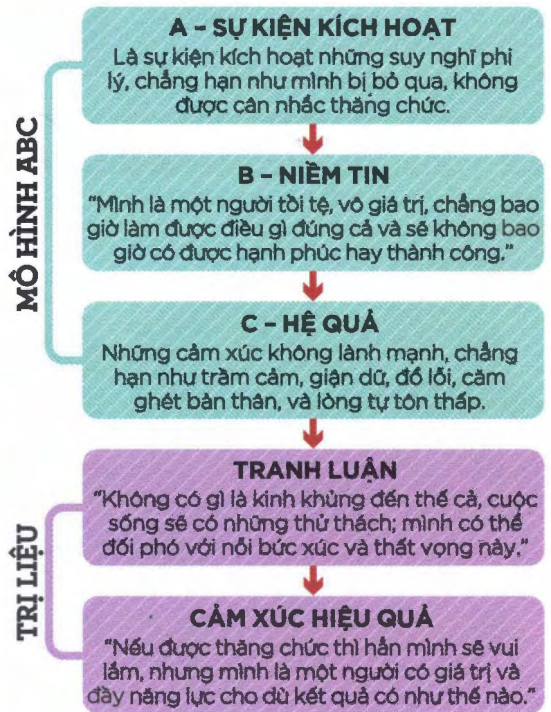 MÔ HÌNH ABC
A – SỰ KIỆN KÍCH HOẠT
Là sự kiện kích hoạt những suy nghĩ phi
lý, chẳng hạn như mình bị bỏ qua, không
được cân nhắc thăng chức.
B – NIỀM TIN
“Mình là một người tồi tệ, vô giá trị, chẳng bao
giờ làm được điều gì đúng cả và sẽ không bao
giờ có được hạnh phúc hay thành công.”
C – HỆ QUẢ
Những cảm xúc không lành mạnh, chẳng
hạn như trầm cảm, giận dữ, đổ lỗi, căm
ghét bản thân, và lòng tự tôn thấp.
TRỊ LIỆU
TRANH LUẬN
“Không có gì là kinh khủng đến thế cả, cuộc
sống sẽ có những thử thách; mình có thể
đối phó với nỗi bức xúc và thất vọng này.”
CẢM XÚC HIỆU QUẢ
“Nếu được thăng chức thì hẳn mình sẽ vui
lắm, nhưng mình là một người có giá trị và
đầy năng lực cho dù kết quả có như thế nào.”